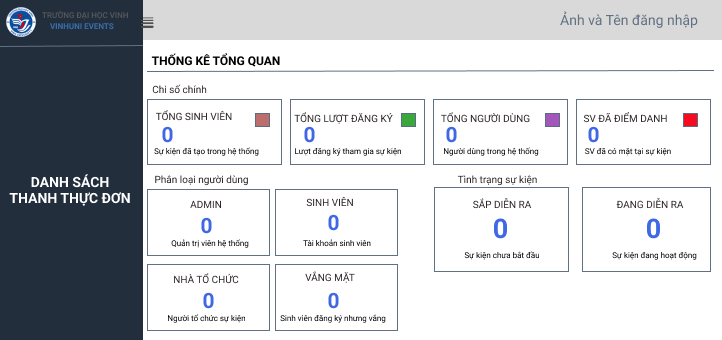 TRƯỜNG ĐẠI HỌC VINH
VINHUNI EVENTS
Ảnh và Tên đăng nhập
DANH SÁCH
THANH THỰC ĐƠN
THỐNG KÊ TỔNG QUAN
Chỉ số chính
TỔNG SINH VIÊN
0
Sự kiện đã tạo trong hệ thống
TỔNG LƯỢT ĐĂNG KÝ
0
Lượt đăng ký tham gia sự kiện
TỔNG NGƯỜI DÙNG
0
Người dùng trong hệ thống
SV ĐÃ ĐIỂM DANH
0
SV đã có mặt tại sự kiện
Phân loại người dùng
ADMIN
0
Quản trị viên hệ thống
SINH VIÊN
0
Tài khoản sinh viên
NHÀ TỔ CHỨC
0
Người tổ chức sự kiện
VẮNG MẶT
0
Sinh viên đăng ký nhưng vắng
Tình trạng sự kiện
SẮP DIỄN RA
0
Sự kiện chưa bắt đầu
ĐANG DIỄN RA
0
Sự kiện đang hoạt động